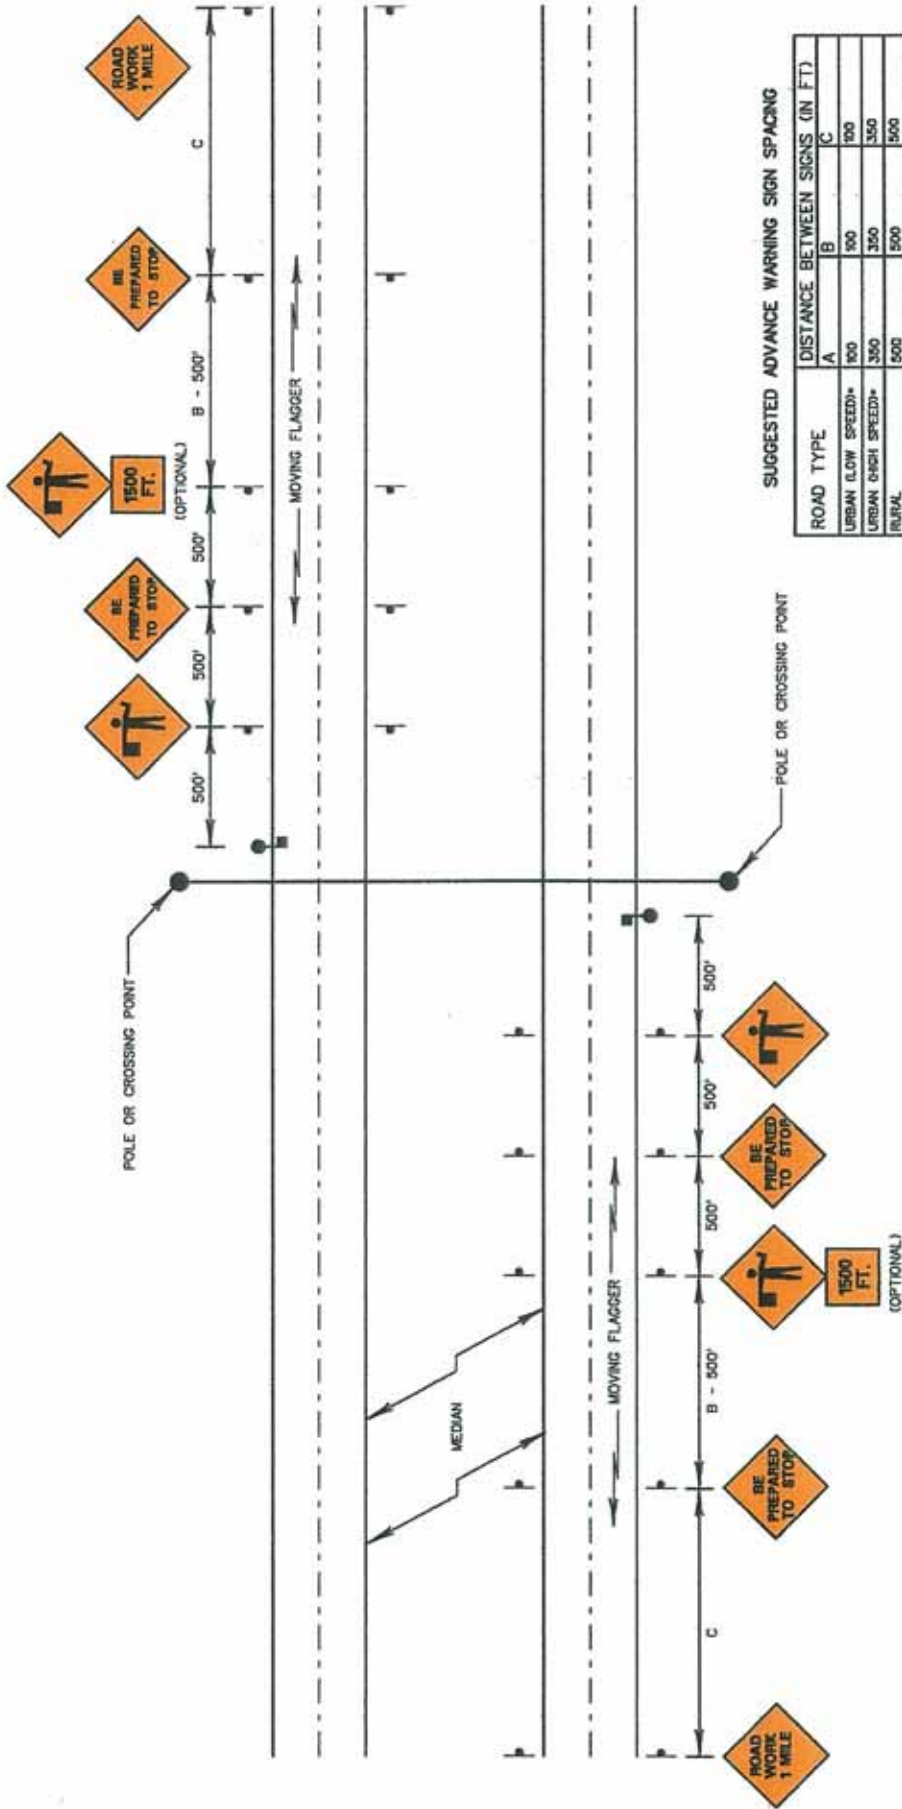 ROAD
WORK
1 MILE
C
BE
PREPARED
TO STOP
B - 500'
1500
FT.
(OPTIONAL)
500'
BE
PREPARED
TO STOP
500'
500'
MOVING FLAGGER
POLE OR CROSSING POINT
POLE OR CROSSING POINT
MEDIAN
MOVING FLAGGER
500'
500'
500'
B - 500'
C
BE
PREPARED
TO STOP
1500
FT.
(OPTIONAL)
BE
PREPARED
TO STOP
ROAD
WORK
1 MILE
SUGGESTED ADVANCE WARNING SIGN SPACING
ROAD TYPE DISTANCE BETWEEN SIGNS (IN FT)
A B C
URBAN (LOW SPEED)* 100 100 100
URBAN (HIGH SPEED)* 350 350 350
RURAL 500 500 500